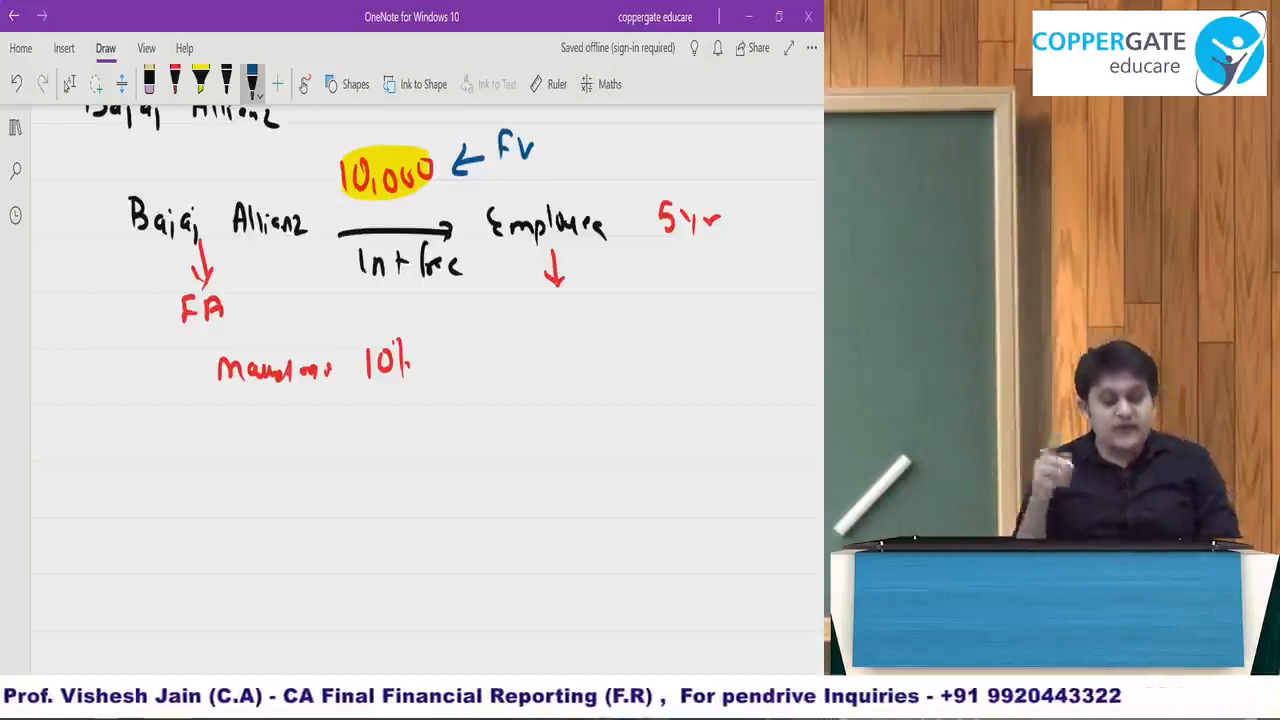 OneNote for Windows 10
coppergate educare
Home Insert Draw View Help
Saved offline (sign-in required)
Share
Shapes
Ink to Shape
Ink to Text
Ruler
Maths
COPPERGATE
educare
Bajaj Allianz
10,000 ← FV
Bajaj Allianz → Employee 5 yr
Int free
FA
10%
Prof. Vishesh Jain (C.A) - CA Final Financial Reporting (F.R) , For pendrive Inquiries - +91 9920443322